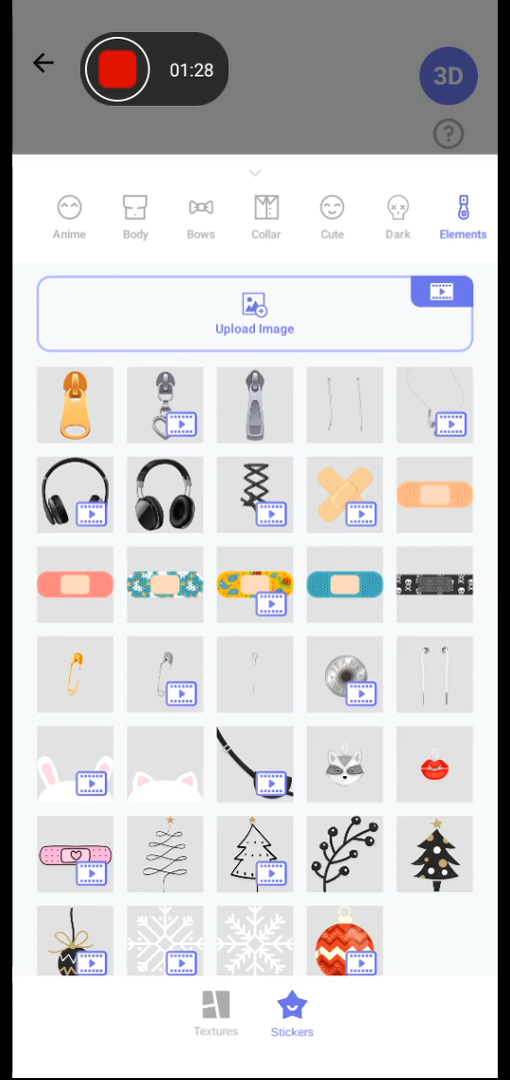 01:28
3D
?
Anime
Body
Bows
Collar
Cute
Dark
Elements
Upload Image
Textures
Stickers